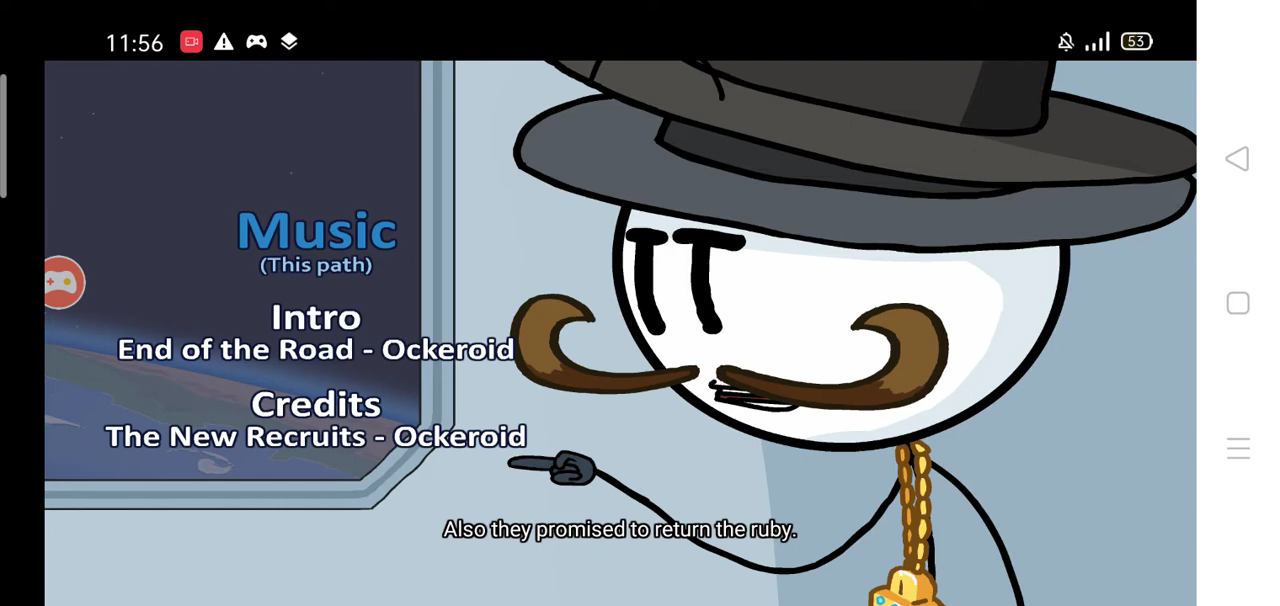 11:56
53
Music
(This path)
Intro
End of the Road - Ockeroid
Credits
The New Recruits - Ockeroid
Also they promised to return the ruby.